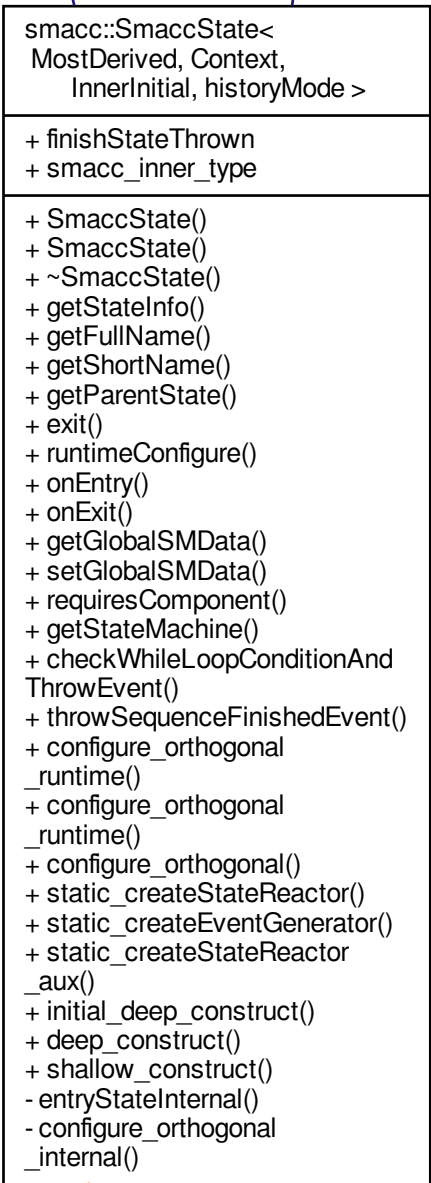 smacc::SmaccState<
MostDerived, Context,
InnerInitial, historyMode >
+ finishStateThrown
+ smacc_inner_type
+ SmaccState()
+ SmaccState()
+ ~SmaccState()
+ getStateInfo()
+ getFullName()
+ getShortName()
+ getParentState()
+ exit()
+ runtimeConfigure()
+ onEntry()
+ onExit()
+ getGlobalSMData()
+ setGlobalSMData()
+ requiresComponent()
+ getStateMachine()
+ checkWhileLoopConditionAnd
ThrowEvent()
+ throwSequenceFinishedEvent()
+ configure_orthogonal
_runtime()
+ configure_orthogonal
_runtime()
+ configure_orthogonal()
+ static_createStateReactor()
+ static_createEventGenerator()
+ static_createStateReactor
_aux()
+ initial_deep_construct()
+ deep_construct()
+ shallow_construct()
- entryStateInternal()
- configure_orthogonal
_internal()